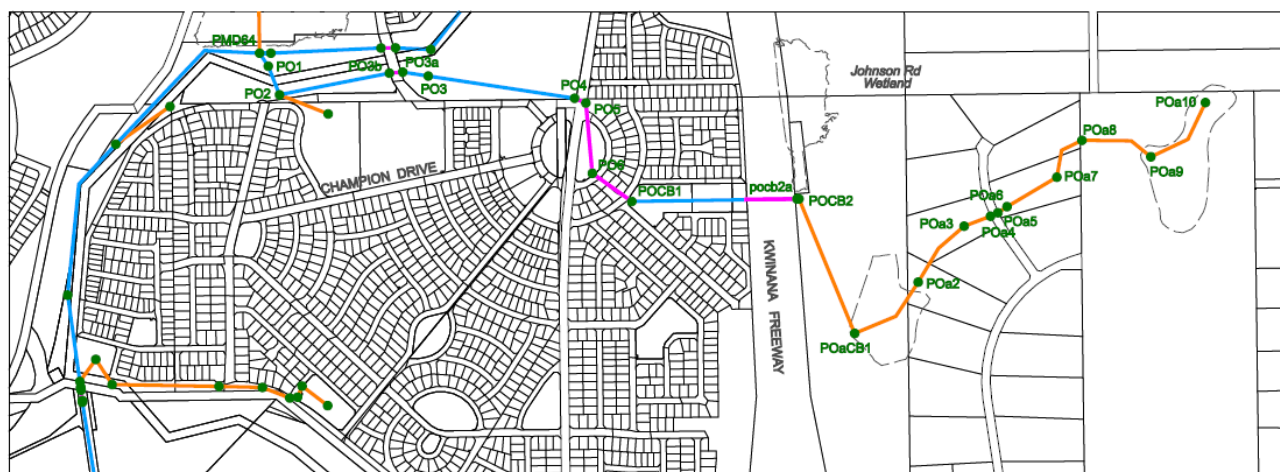 PMD64
PO1
PO3b
PO3a
PO3
PO2
PO4
PO5
Johnson Rd
Wetland
POa10
POa8
POa9
POa7
PO6
CHAMPION DRIVE
POCB1
pocb2a
POCB2
POa6
POa5
POa4
POa3
KWINANA FREEWAY
POa2
POaCB1